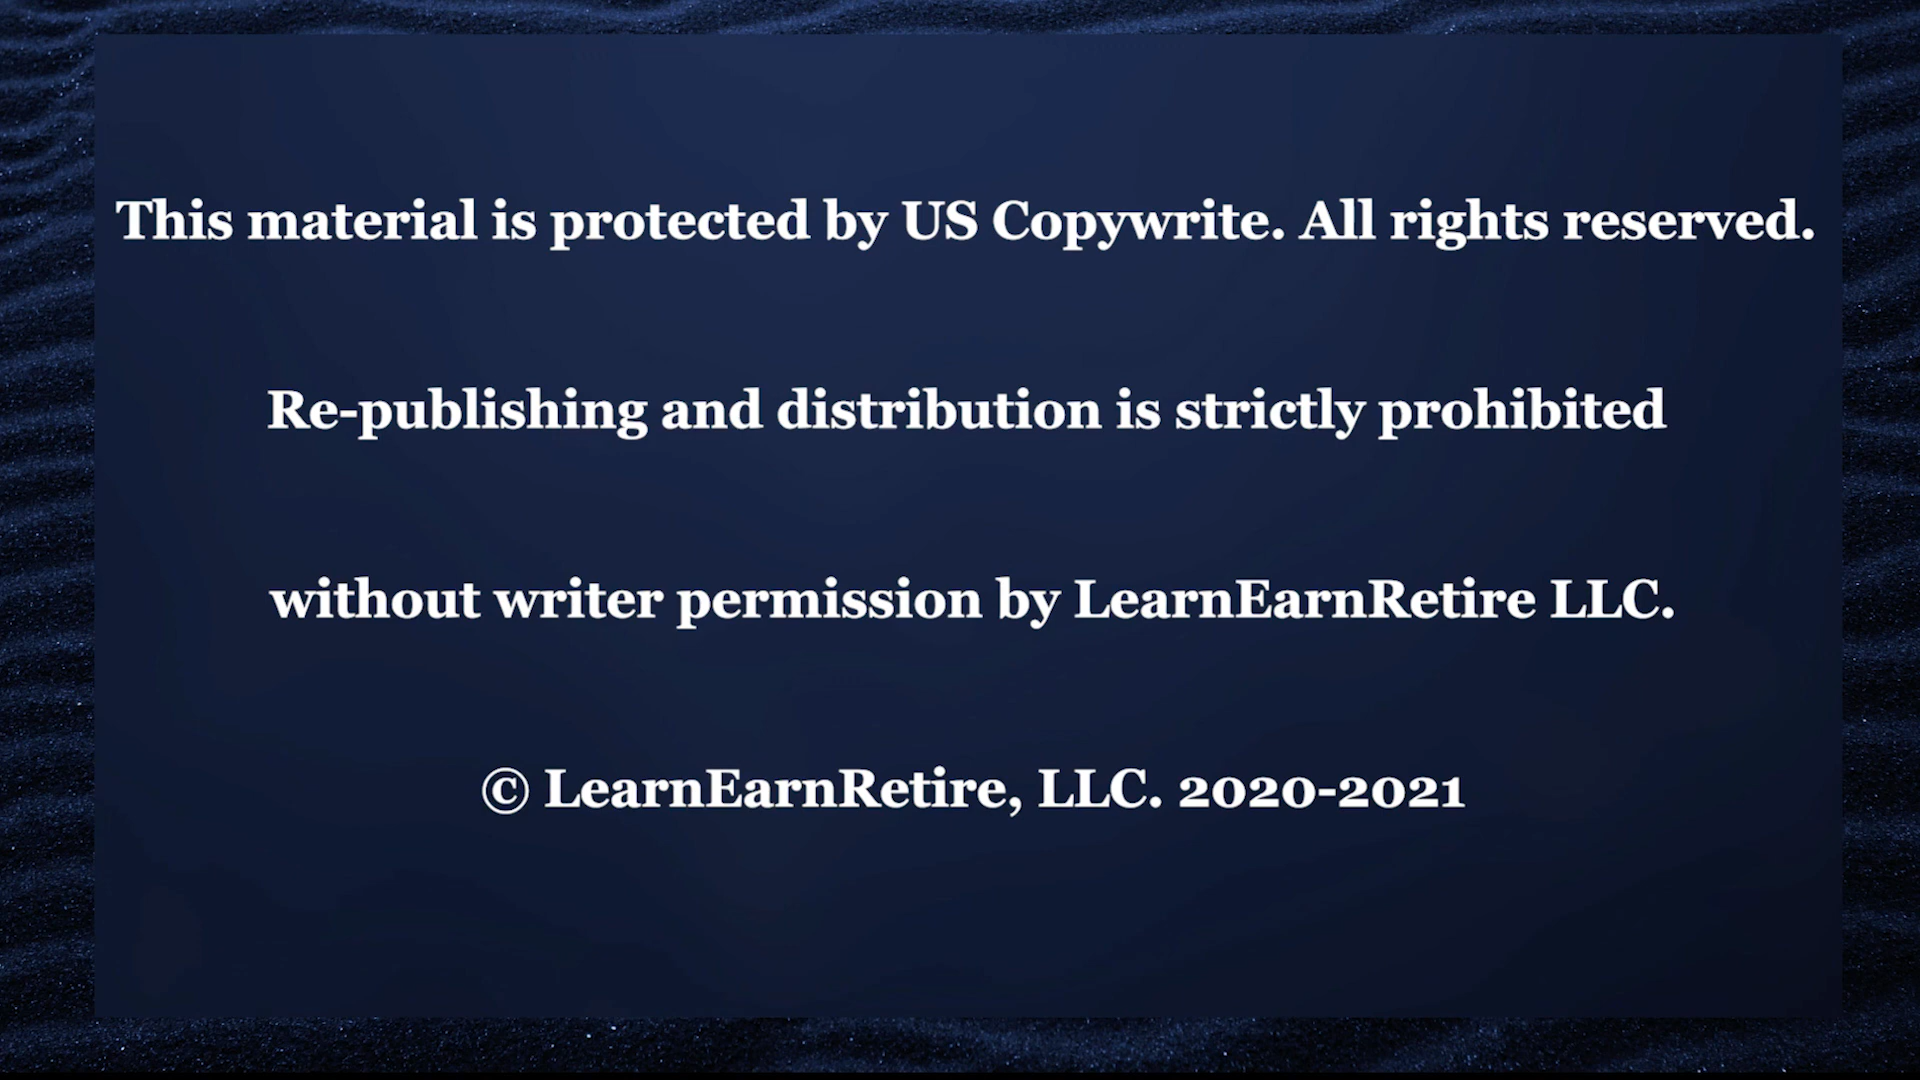 This material is protected by US Copywrite. All rights reserved.
Re-publishing and distribution is strictly prohibited
without writer permission by LearnEarnRetire LLC.
© LearnEarnRetire, LLC. 2020-2021